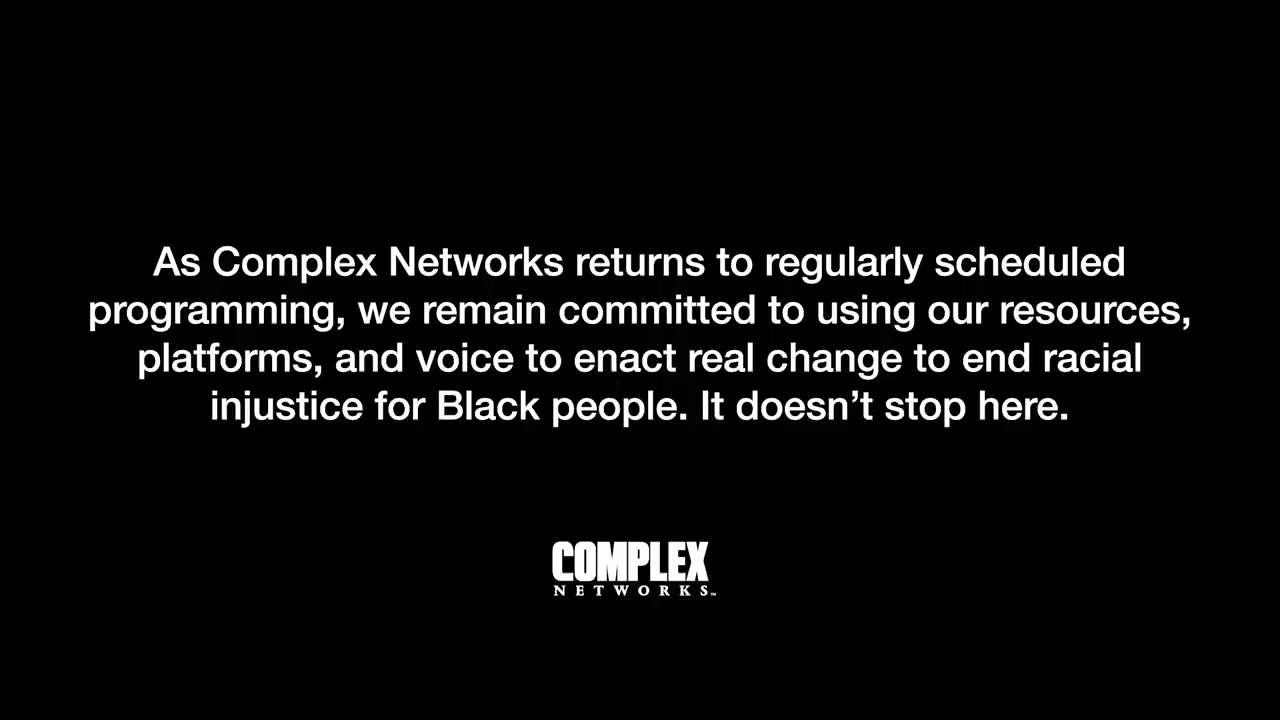 As Complex Networks returns to regularly scheduled
programming, we remain committed to using our resources,
platforms, and voice to enact real change to end racial
injustice for Black people. It doesn’t stop here.
COMPLEX
NETWORKS™